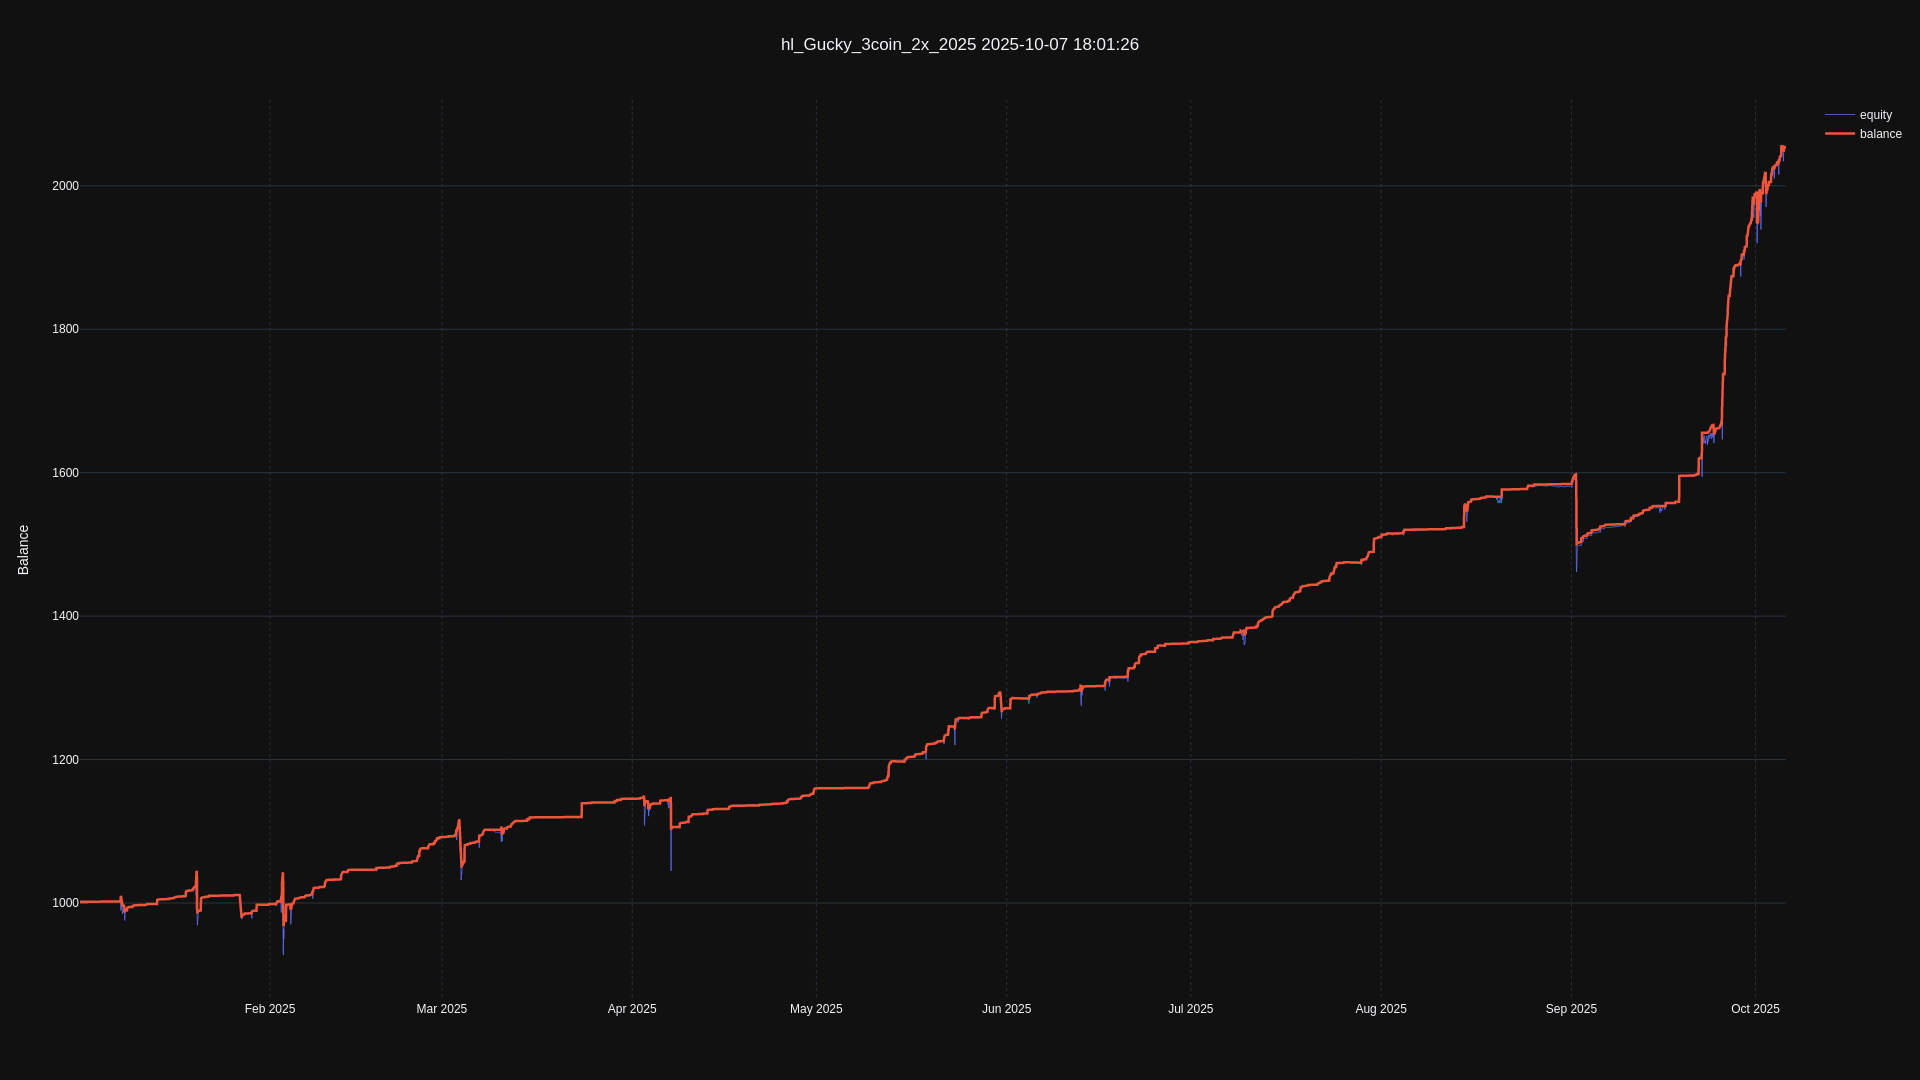 hl_Gucky_3coin_2x_2025 2025-10-07 18:01:26
equity
balance
2000
1800
1600
1400
1200
1000
Balance
Feb 2025
Mar 2025
Apr 2025
May 2025
Jun 2025
Jul 2025
Aug 2025
Sep 2025
Oct 2025